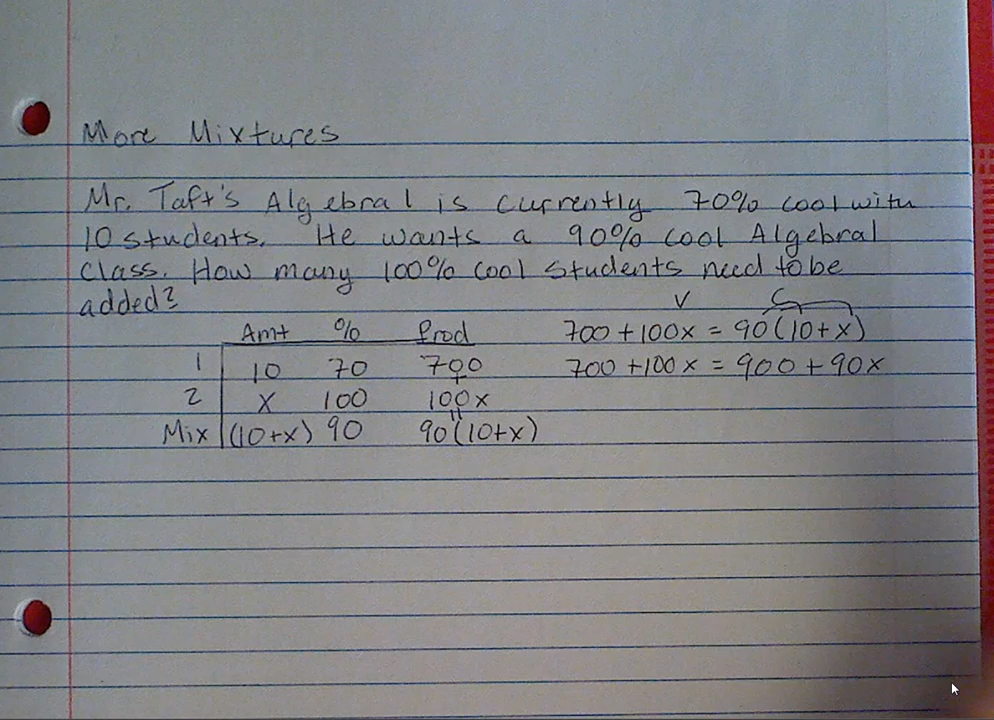 More Mixtures
Mr. Taft's Algebra 1 is currently 70% cool with
10 students. He wants a 90% cool Algebra 1
class. How many 100% cool students need to be
added?
Amt % Prod
1 10 70 700
+
2 x 100 100x
=
Mix (10+x) 90 90(10+x)
700 + 100x = 90(10+x)
700 + 100x = 900 + 90x